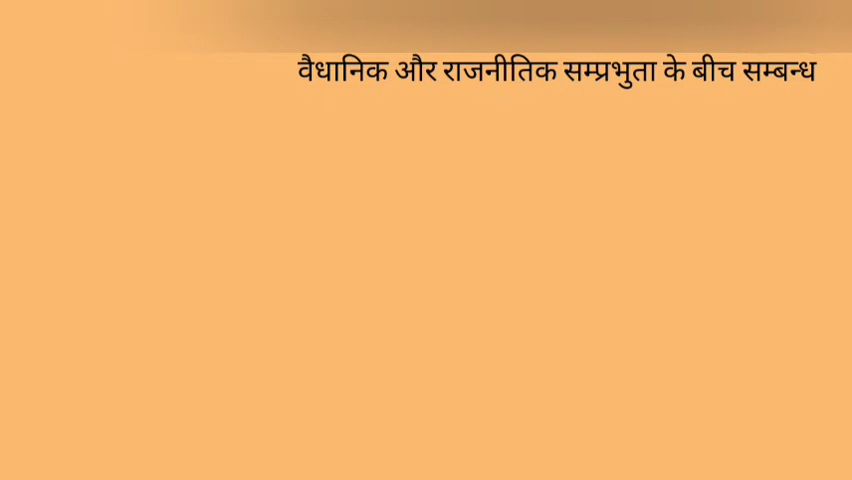 वैधानिक और राजनीतिक सम्प्रभुता के बीच सम्बन्ध